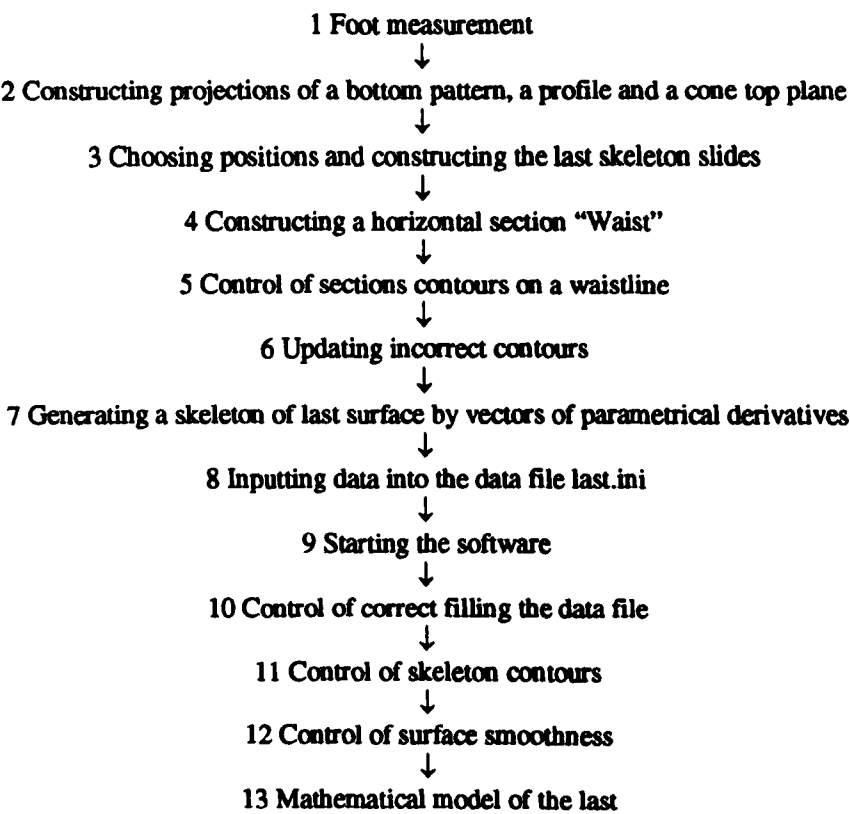 1 Foot measurement
↓
2 Constructing projections of a bottom pattern, a profile and a cone top plane
↓
3 Choosing positions and constructing the last skeleton slides
↓
4 Constructing a horizontal section “Waist”
↓
5 Control of sections contours on a waistline
↓
6 Updating incorrect contours
↓
7 Generating a skeleton of last surface by vectors of parametrical derivatives
↓
8 Inputting data into the data file last.ini
↓
9 Starting the software
↓
10 Control of correct filling the data file
↓
11 Control of skeleton contours
↓
12 Control of surface smoothness
↓
13 Mathematical model of the last